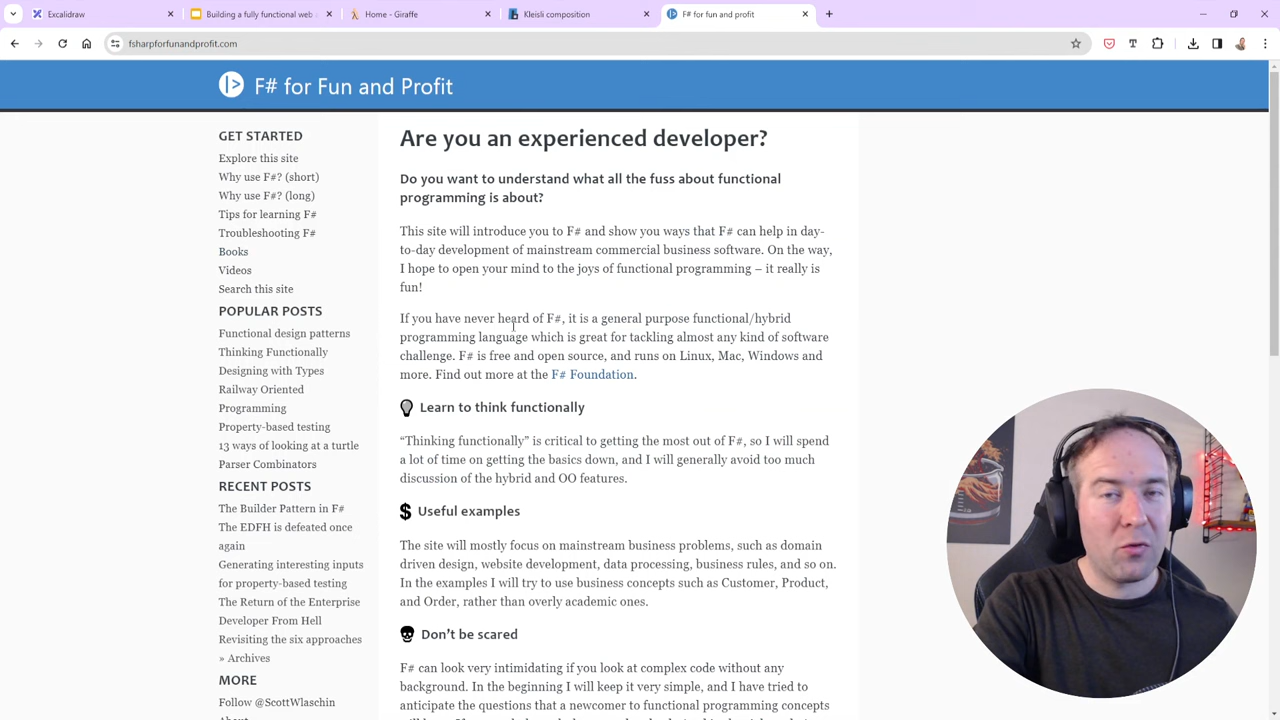 Excalidraw
Building a fully functional web
Home - Giraffe
Kleisli composition
F# for fun and profit
fsharpforfunandprofit.com
F# for Fun and Profit
GET STARTED
Explore this site
Why use F#? (short)
Why use F#? (long)
Tips for learning F#
Troubleshooting F#
Books
Videos
Search this site
POPULAR POSTS
Functional design patterns
Thinking Functionally
Designing with Types
Railway Oriented
Programming
Property-based testing
13 ways of looking at a turtle
Parser Combinators
RECENT POSTS
The Builder Pattern in F#
The EDFH is defeated once
again
Generating interesting inputs
for property-based testing
The Return of the Enterprise
Developer From Hell
Revisiting the six approaches
» Archives
MORE
Follow @ScottWlaschin
Are you an experienced developer?
Do you want to understand what all the fuss about functional
programming is about?
This site will introduce you to F# and show you ways that F# can help in day-
to-day development of mainstream commercial business software. On the way,
I hope to open your mind to the joys of functional programming – it really is
fun!
If you have never heard of F#, it is a general purpose functional/hybrid
programming language which is great for tackling almost any kind of software
challenge. F# is free and open source, and runs on Linux, Mac, Windows and
more. Find out more at the F# Foundation.
Learn to think functionally
“Thinking functionally” is critical to getting the most out of F#, so I will spend
a lot of time on getting the basics down, and I will generally avoid too much
discussion of the hybrid and OO features.
$ Useful examples
The site will mostly focus on mainstream business problems, such as domain
driven design, website development, data processing, business rules, and so on.
In the examples I will try to use business concepts such as Customer, Product,
and Order, rather than overly academic ones.
Don’t be scared
F# can look very intimidating if you look at complex code without any
background. In the beginning I will keep it very simple, and I have tried to
anticipate the questions that a newcomer to functional programming concepts